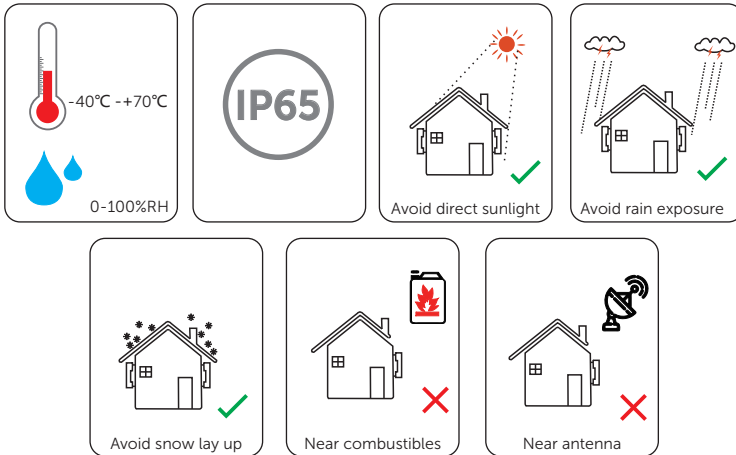 -40℃ -+70℃
0-100%RH
IP65
Avoid direct sunlight
Avoid rain exposure
Avoid snow lay up
Near combustibles
Near antenna